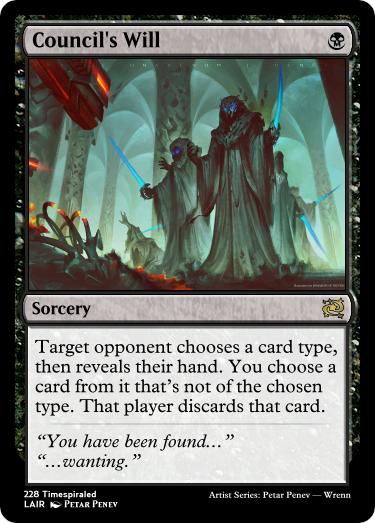 Council's Will
Sorcery
Target opponent chooses a card type,
then reveals their hand. You choose a
card from it that's not of the chosen
type. That player discards that card.
“You have been found…”
“…wanting.”
228 Timespiraled
LAIR Petar Penev
Artist Series: Petar Penev — Wrenn